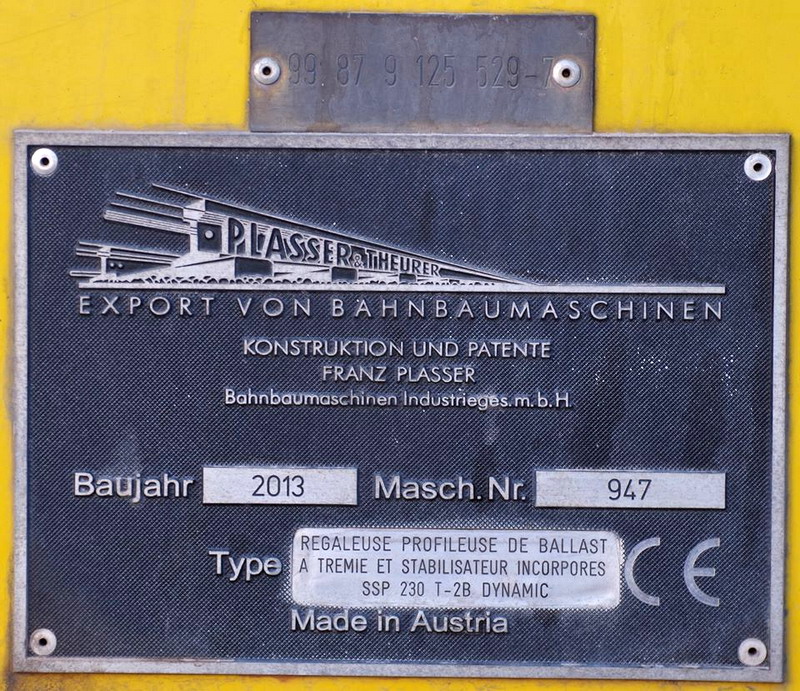 99 87 9 125 529-7
PLASSER & THEURER
EXPORT VON BAHNBAUMASCHINEN
KONSTRUKTION UND PATENTE
FRANZ PLASSER
Bahnbaumaschinen Industrieges.m.b.H.
Baujahr 2013 Masch. Nr. 947
Type REGALEUSE PROFILEUSE DE BALLAST
A TREMIE ET STABILISATEUR INCORPORES
SSP 230 T-2B DYNAMIC
CE
Made in Austria